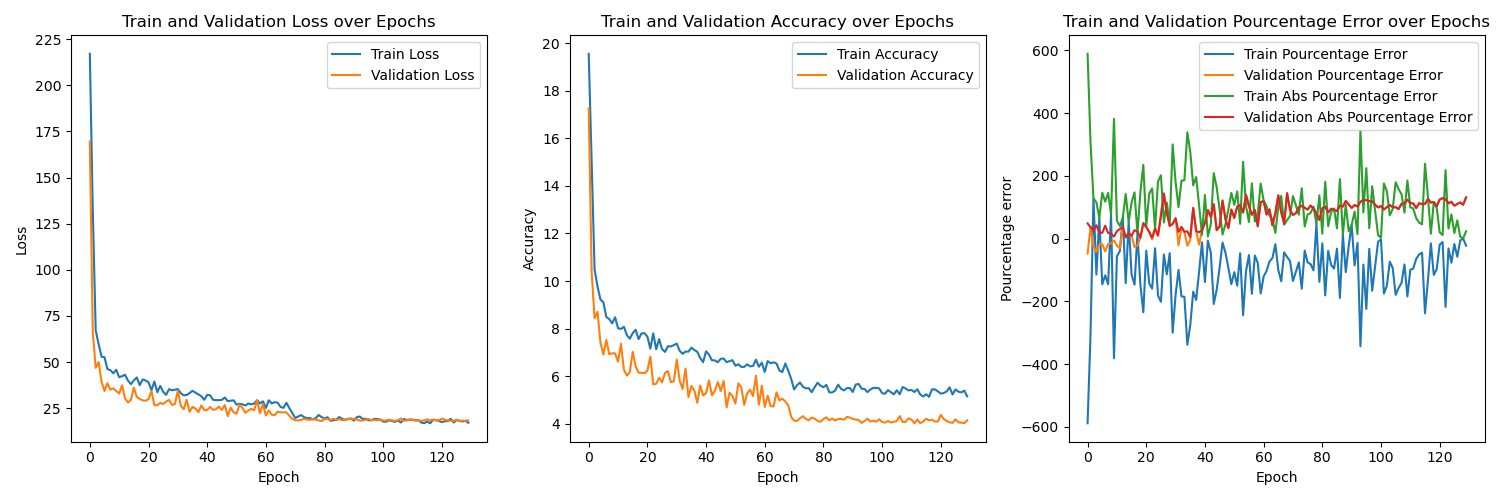 Train and Validation Loss over Epochs
Loss
225
200
175
150
125
100
75
50
25
Train Loss
Validation Loss
0 20 40 60 80 100 120
Epoch
Train and Validation Accuracy over Epochs
Accuracy
20
18
16
14
12
10
8
6
4
Train Accuracy
Validation Accuracy
0 20 40 60 80 100 120
Epoch
Train and Validation Pourcentage Error over Epochs
Pourcentage error
600
400
200
0
−200
−400
−600
Train Pourcentage Error
Validation Pourcentage Error
Train Abs Pourcentage Error
Validation Abs Pourcentage Error
0 20 40 60 80 100 120
Epoch